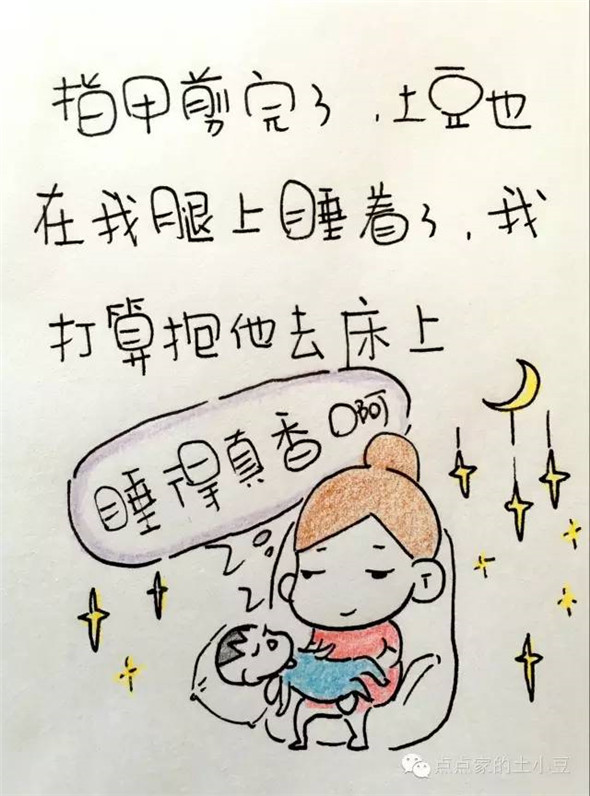 指甲剪完了，土豆也
在我腿上睡着了，我
打算抱他去床上
睡得真香啊
z
z
点点家的土小豆